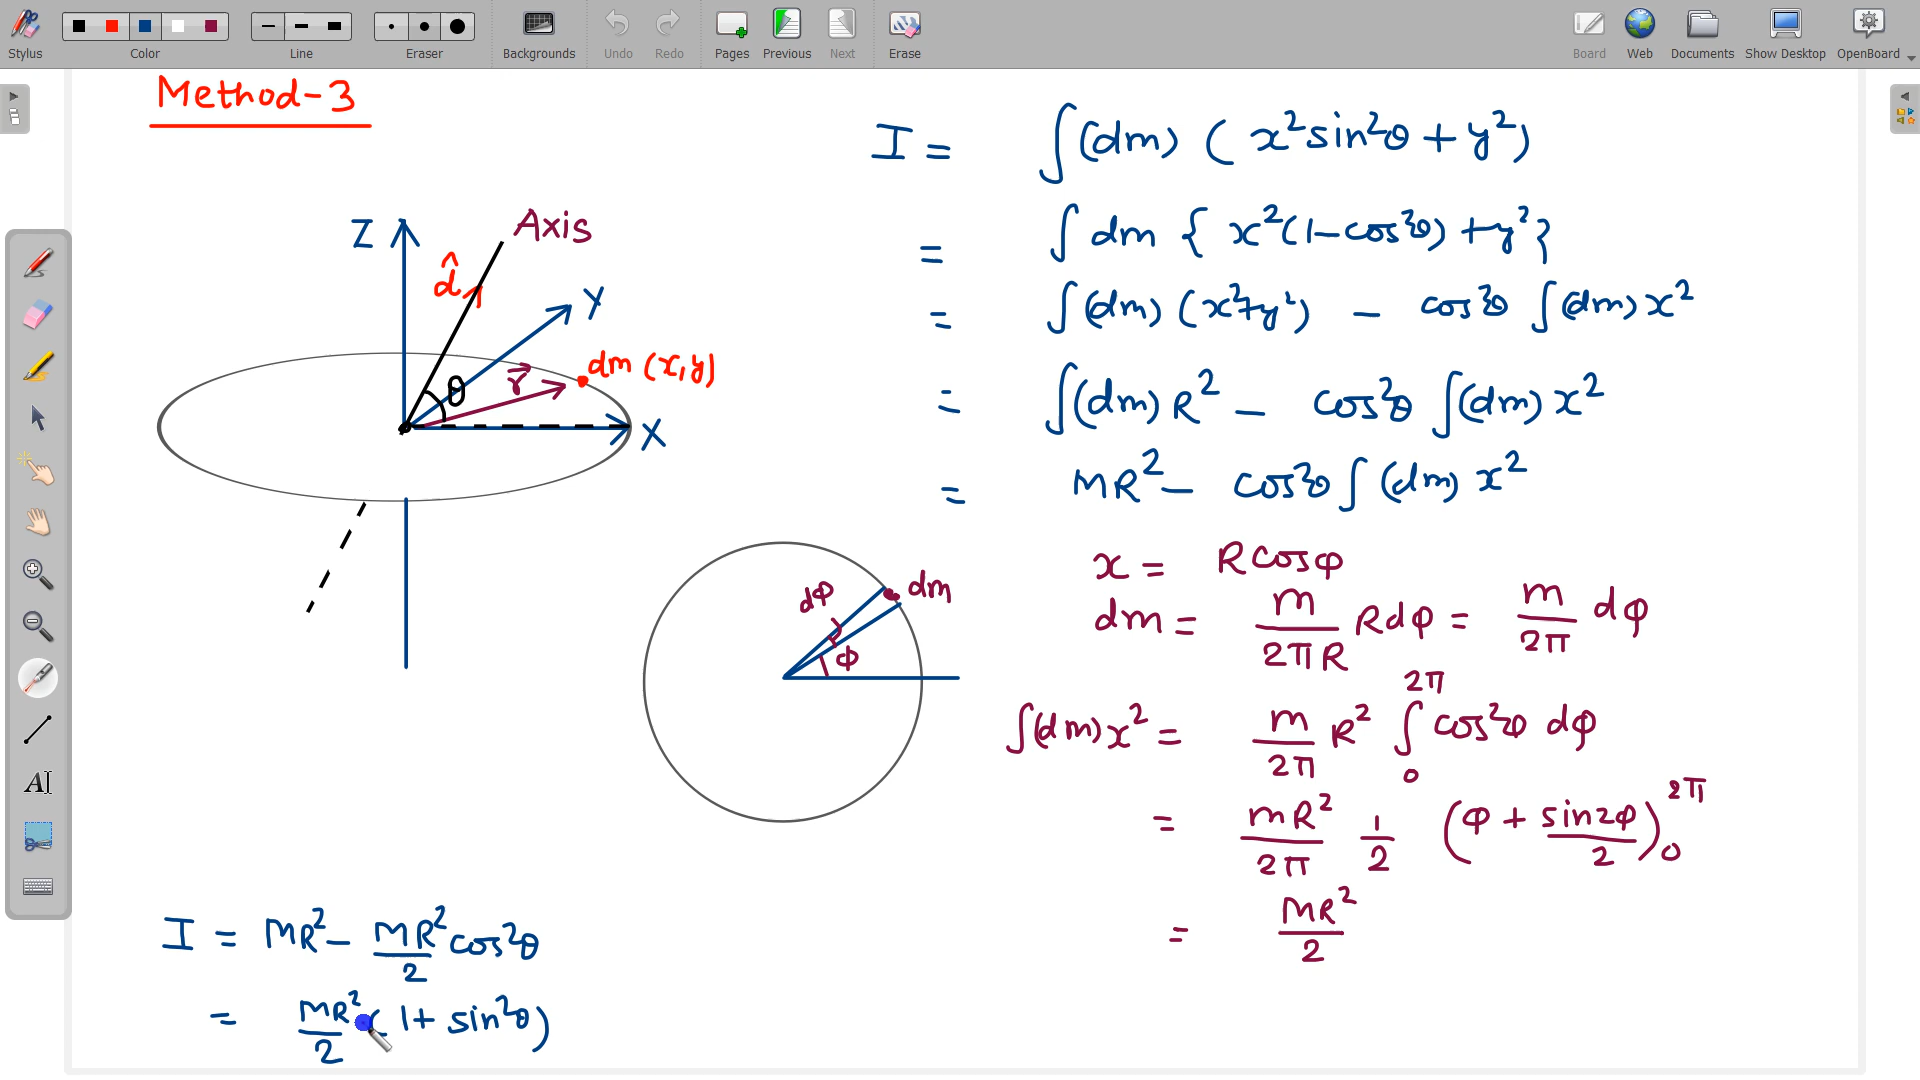 Stylus Color Line Eraser Backgrounds Undo Redo Pages Previous Next Erase Board Web Documents Show Desktop OpenBoard
Method-3
Z
Axis
d̂
Y
θ
r⃗
dm (x,y)
X
I = ∫(dm) (x²sin²θ + y²)
= ∫ dm { x²(1-cos²θ) + y² }
= ∫(dm) (x²+y²) - cos²θ ∫(dm) x²
= ∫(dm) R² - cos²θ ∫(dm) x²
= MR² - cos²θ ∫(dm) x²
dφ
dm
φ
x = R cosφ
dm = m/2πR Rdφ = m/2π dφ
∫(dm)x² = m/2π R² ∫₀^2π cos²φ dφ
= mR²/2π 1/2 (φ + sin2φ/2)₀^2π
= MR²/2
I = MR² - MR²/2 cos²θ
= MR²/2 (1 + sin²θ)
AI